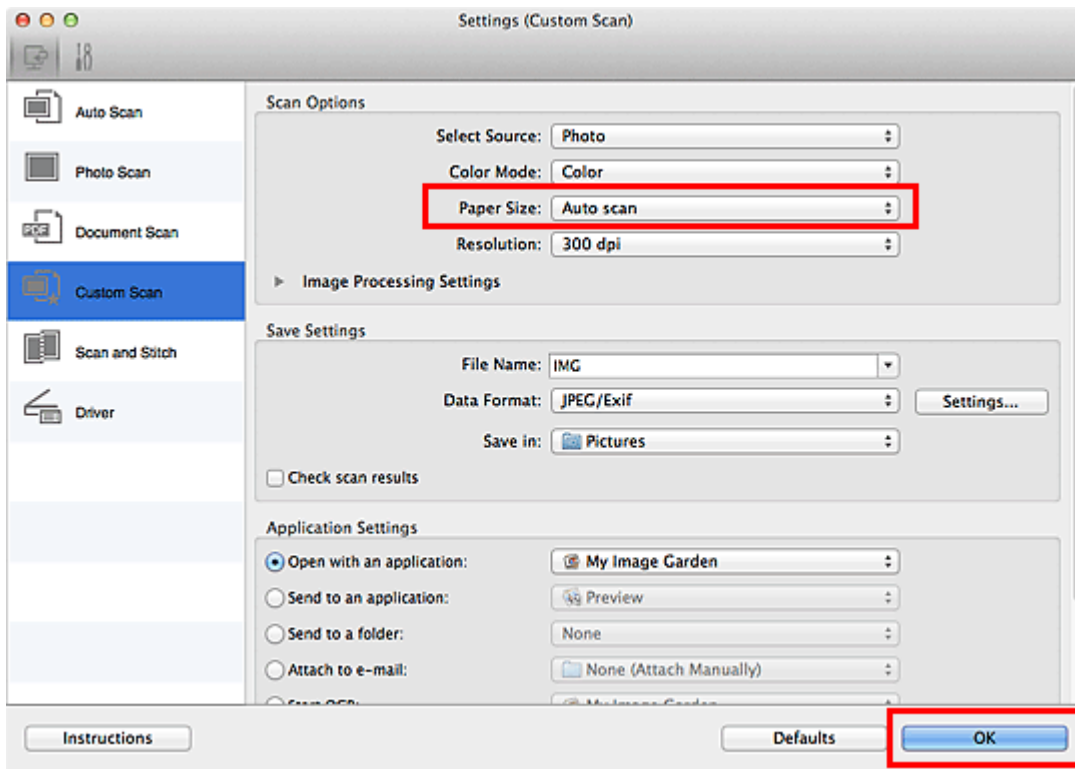 Settings (Custom Scan)
Auto Scan
Photo Scan
Document Scan
Custom Scan
Scan and Stitch
Driver
Scan Options
Select Source: Photo
Color Mode: Color
Paper Size: Auto scan
Resolution: 300 dpi
Image Processing Settings
Save Settings
File Name: IMG
Data Format: JPEG/Exif Settings...
Save in: Pictures
Check scan results
Application Settings
Open with an application: My Image Garden
Send to an application: Preview
Send to a folder: None
Attach to e-mail: None (Attach Manually)
Instructions Defaults OK